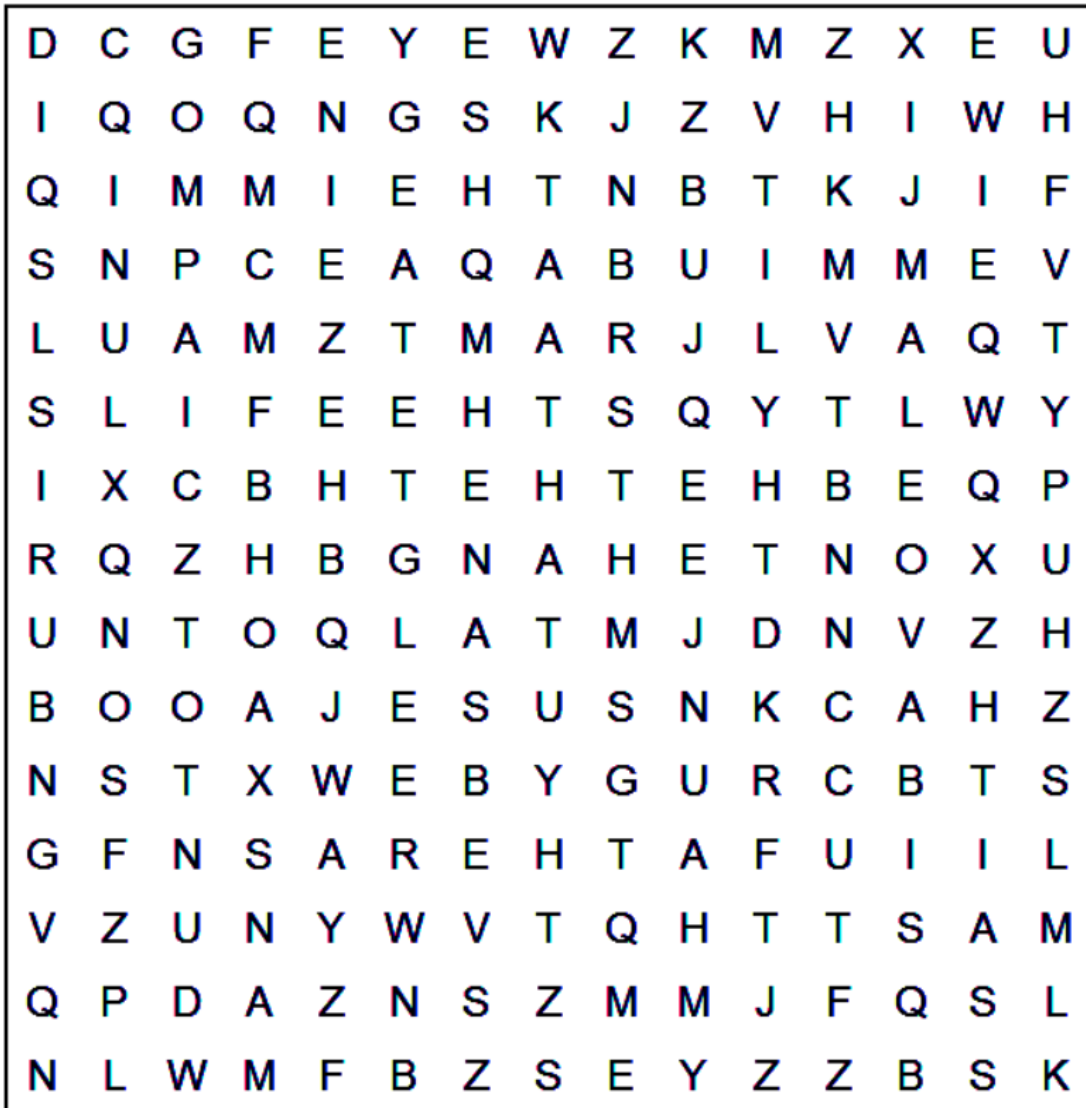 D C G F E Y E W Z K M Z X E U
I Q O Q N G S K J Z V H I W H
Q I M M I E H T N B T K J I F
S N P C E A Q A B U I M M E V
L U A M Z T M A R J L V A Q T
S L I F E E H T S Q Y T L W Y
I X C B H T E H T E H B E Q P
R Q Z H B G N A H E T N O X U
U N T O Q L A T M J D N V Z H
B O O A J E S U S N K C A H Z
N S T X W E B Y G U R C B T S
G F N S A R E H T A F U I I L
V Z U N Y W V T Q H T T S A M
Q P D A Z N S Z M M J F Q S L
N L W M F B Z S E Y Z Z B S K